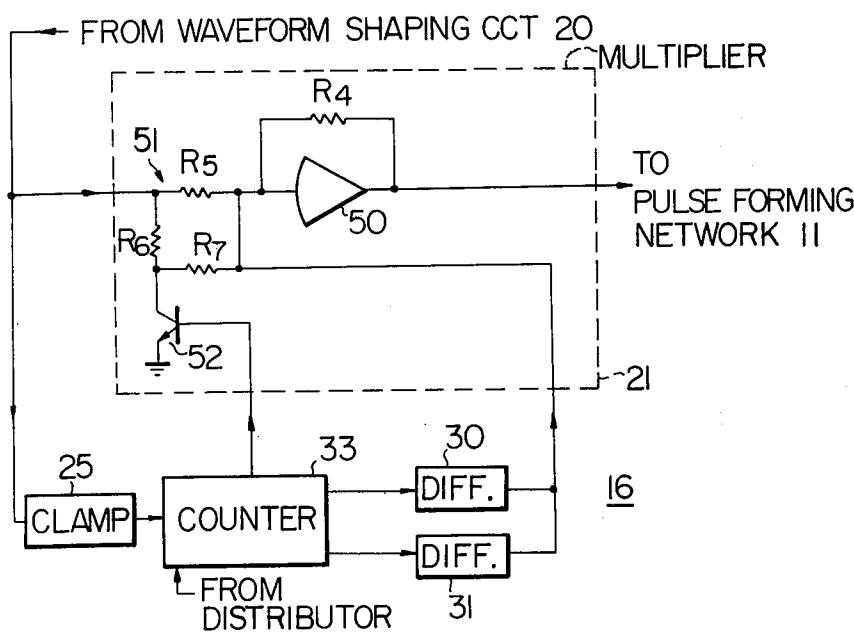 FROM WAVEFORM SHAPING CCT 20
MULTIPLIER
R4
51
R5
TO
PULSE FORMING
NETWORK 11
50
R6
R7
52
21
25
33
30
16
CLAMP
COUNTER
DIFF.
DIFF.
31
FROM
DISTRIBUTOR